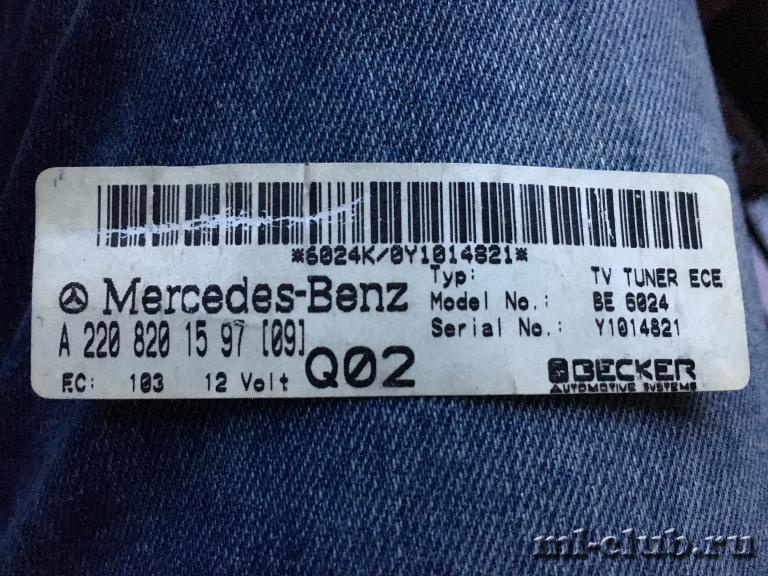 *6024K/0Y1014821*
Mercedes-Benz
A 220 820 15 97 [09]
FC: 103 12 Volt Q02
Typ: TV TUNER ECE
Model No.: BE 6024
Serial No.: Y1014821
BECKER
AUTOMOTIVE SYSTEMS
ml-club.ru